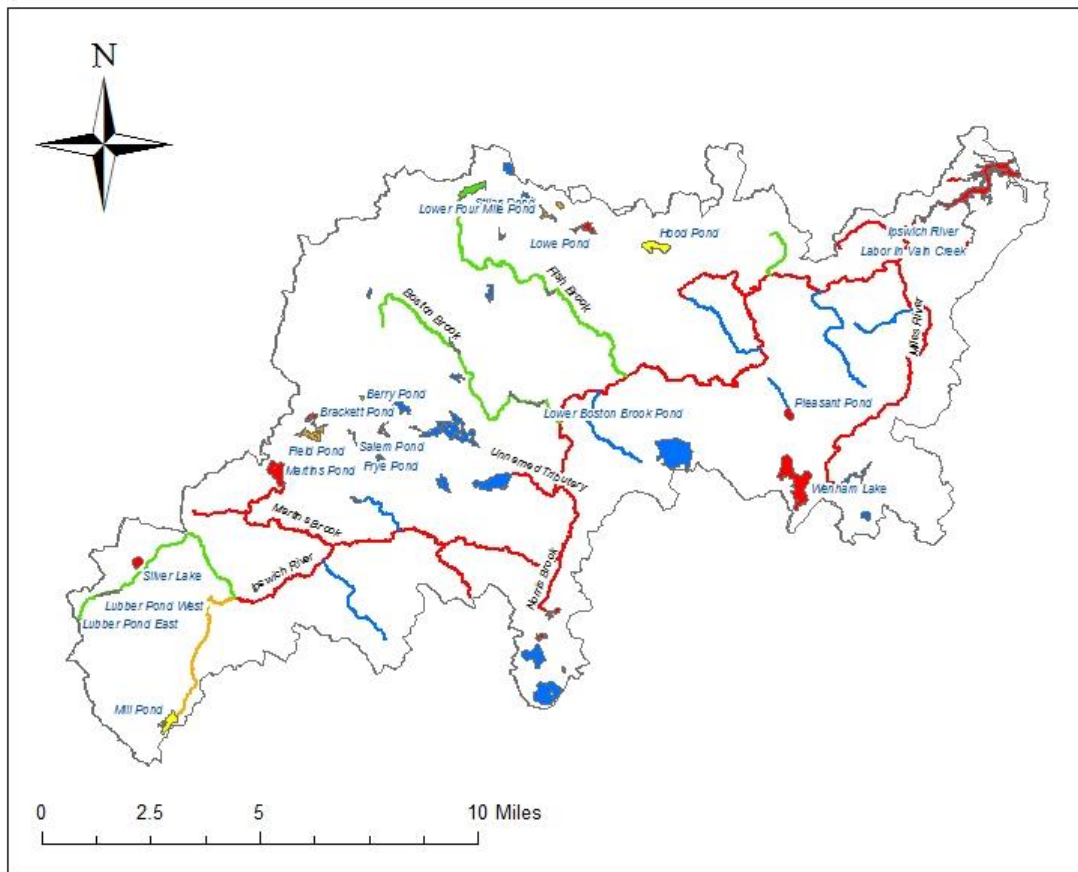 N
Lower Four Mile Pond
Lowe Pond
Hood Pond
Ipswich River
Labor In Vain Creek
Fish Brook
Boston Brook
Miles River
Berry Pond
Brackett Pond
Lower Boston Brook Pond
Pleasant Pond
Field Pond
Salem Pond
Frye Pond
Martins Pond
Unnamed Tributary
Wenham Lake
Martins Brook
Ipswich River
Norris Brook
Silver Lake
Lubber Pond West
Lubber Pond East
Mill Pond
0 2.5 5 10 Miles